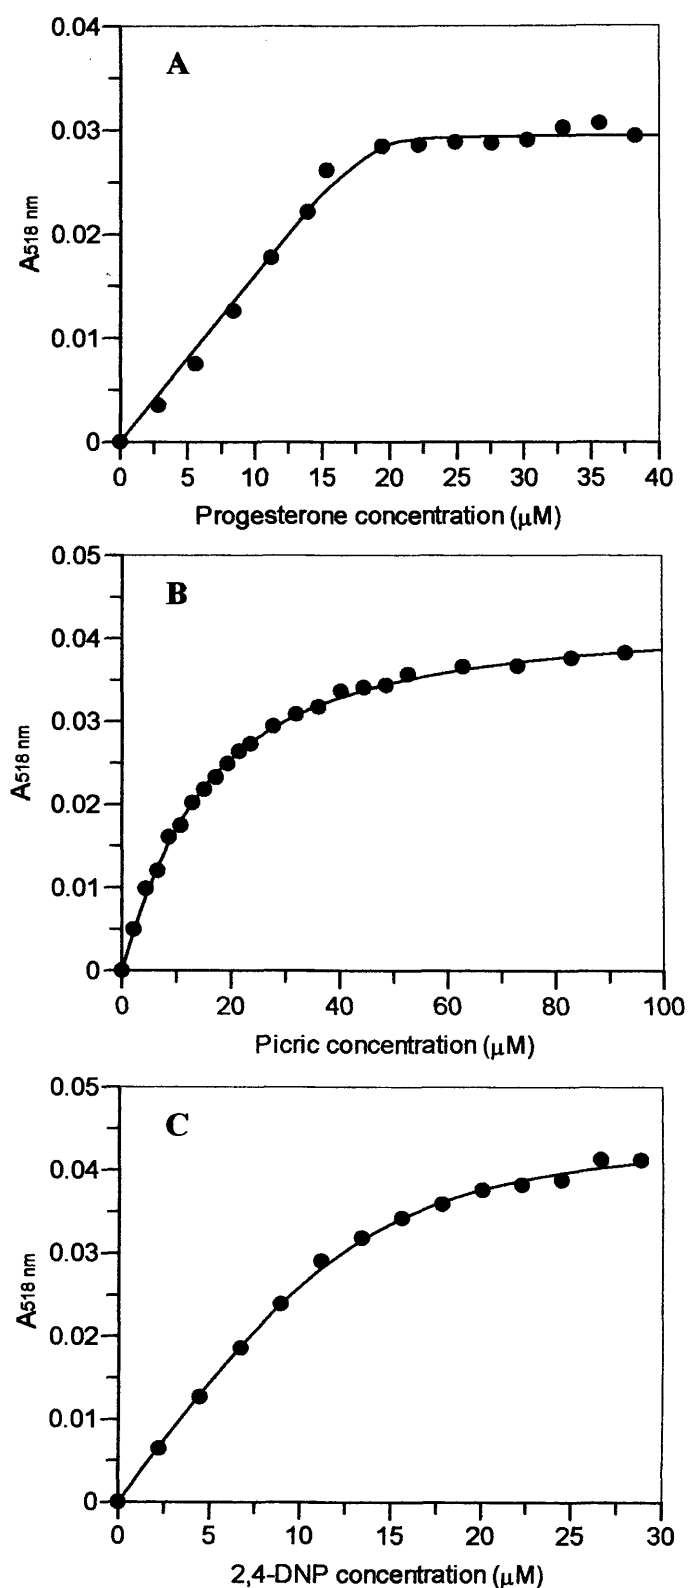 A
0.04
0.03
0.02
0.01
0
A518 nm
0 5 10 15 20 25 30 35 40
Progesterone concentration (μM)
B
0.05
0.04
0.03
0.02
0.01
0
A518 nm
0 20 40 60 80 100
Picric concentration (μM)
C
0.05
0.04
0.03
0.02
0.01
0
A518 nm
0 5 10 15 20 25 30
2,4-DNP concentration (μM)